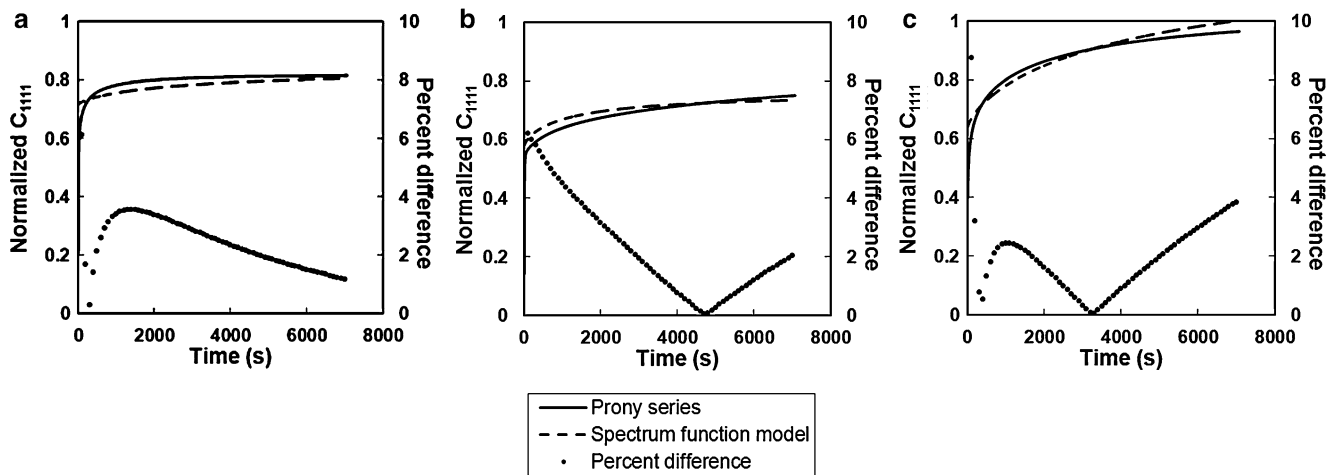 a
1
0.8
0.6
0.4
0.2
0
Normalized C1111
10
8
6
4
2
0
Percent difference
0 2000 4000 6000 8000
Time (s)
b
1
0.8
0.6
0.4
0.2
0
Normalized C1111
10
8
6
4
2
0
Percent difference
0 2000 4000 6000 8000
Time (s)
c
1
0.8
0.6
0.4
0.2
0
Normalized C1111
10
8
6
4
2
0
Percent difference
0 2000 4000 6000 8000
Time (s)
Prony series
Spectrum function model
Percent difference